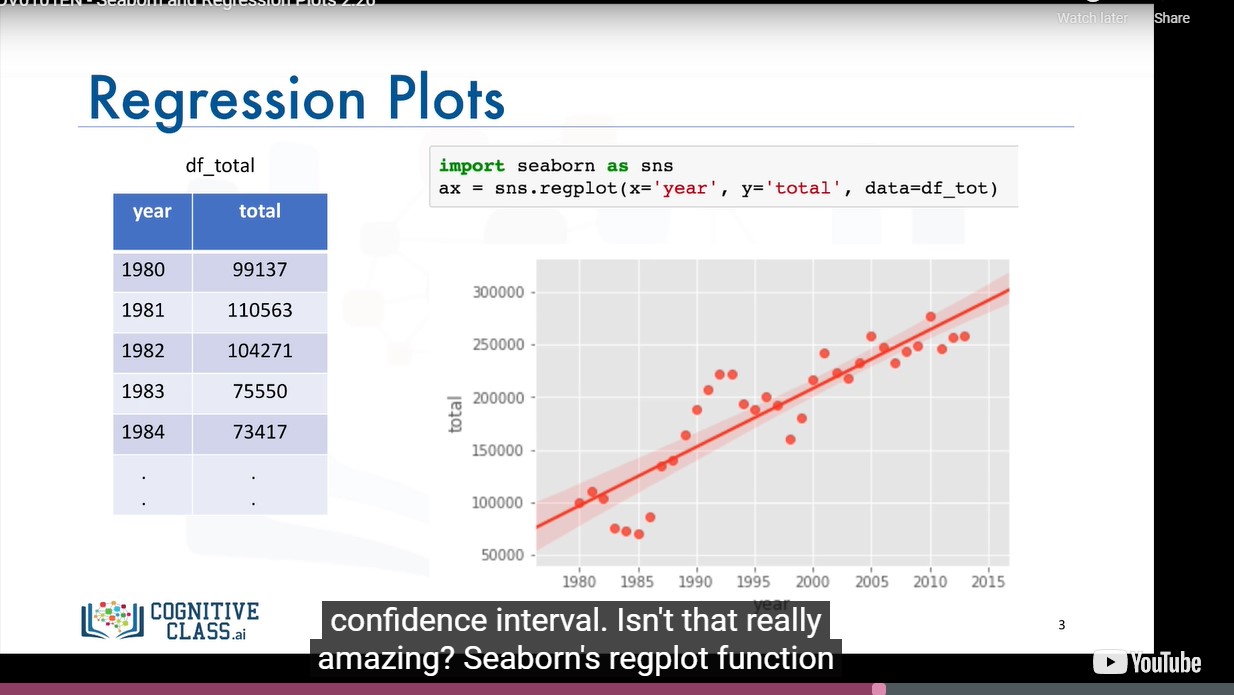 Seaborn and Regression Plots 2:26
Watch later
Share
Regression Plots
df_total
year total
1980 99137
1981 110563
1982 104271
1983 75550
1984 73417
. .
. .
import seaborn as sns
ax = sns.regplot(x='year', y='total', data=df_tot)
300000
250000
200000
150000
100000
50000
total
1980 1985 1990 1995 2000 2005 2010 2015
year
COGNITIVE
CLASS.ai
confidence interval. Isn't that really
amazing? Seaborn's regplot function
3
YouTube